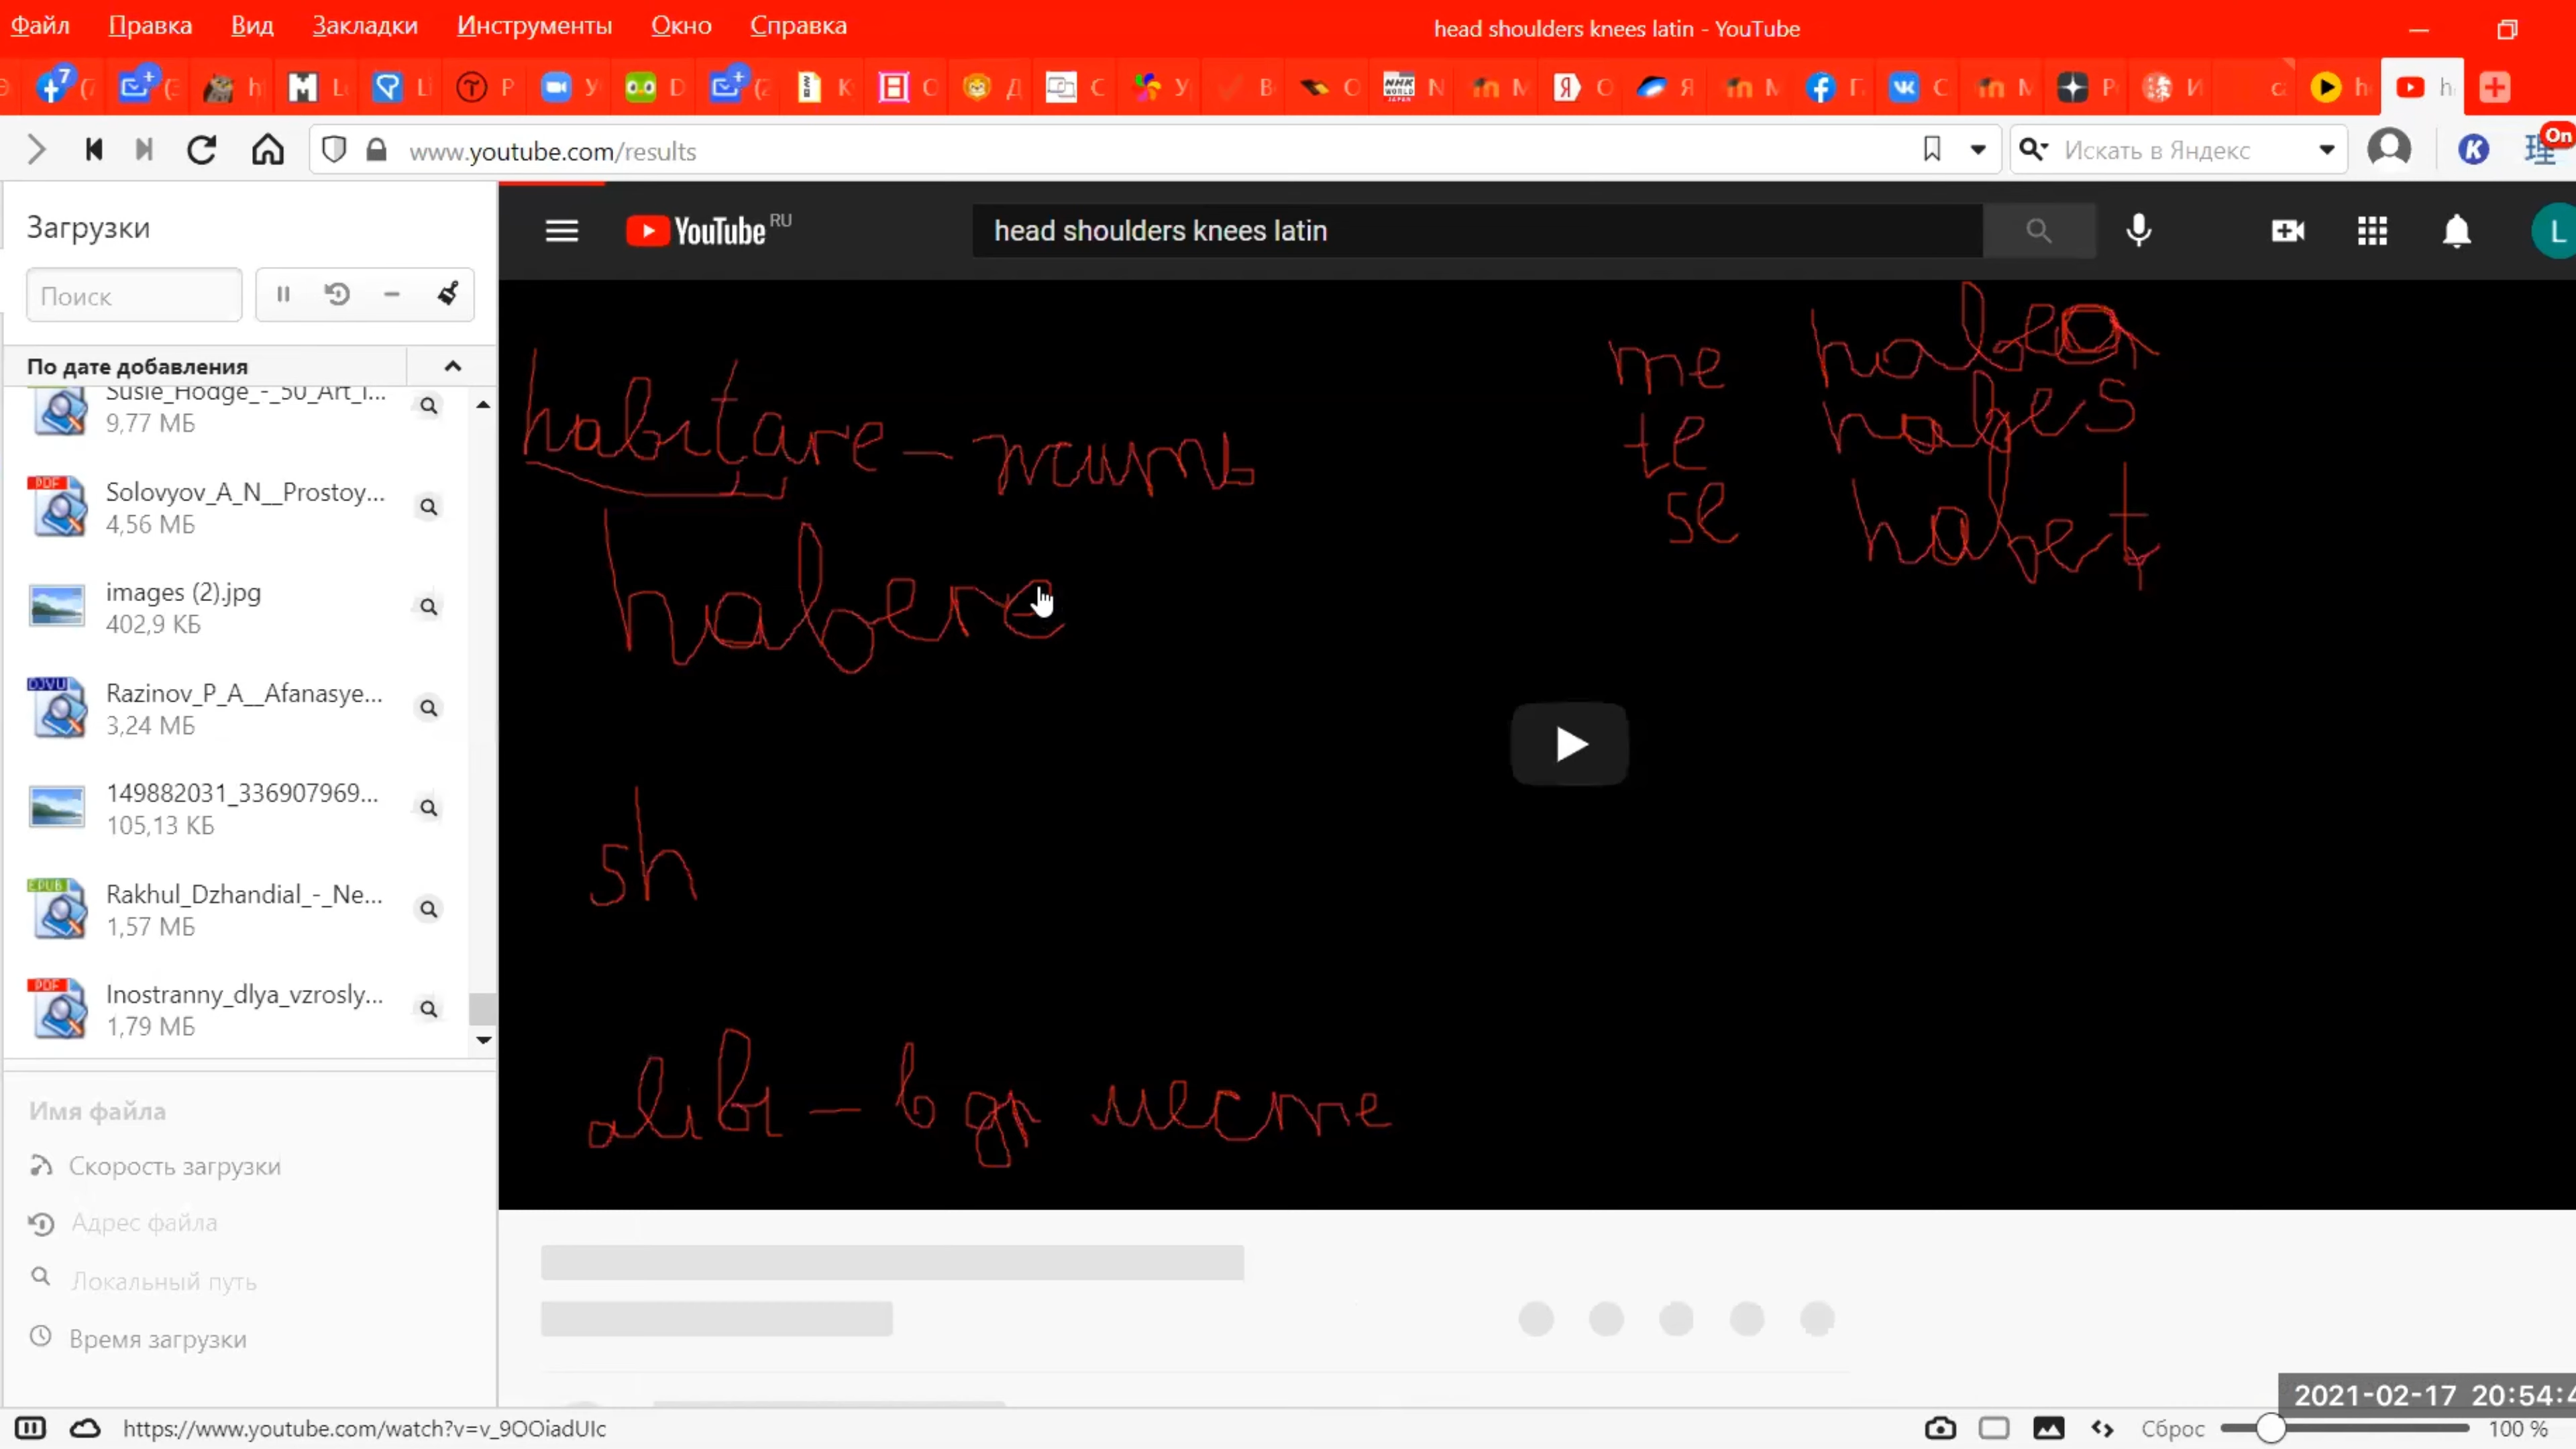 Файл Правка Вид Закладки Инструменты Окно Справка head shoulders knees latin - YouTube
www.youtube.com/results Искать в Яндекс On
Загрузки
YouTube RU head shoulders knees latin L
Поиск
По дате добавления
Susie_Hodge_-_50_Art_I...
9,77 МБ
Solovyov_A_N__Prostoy...
4,56 МБ
images (2).jpg
402,9 КБ
Razinov_P_A__Afanasye...
3,24 МБ
149882031_336907969...
105,13 КБ
Rakhul_Dzhandial_-_Ne...
1,57 МБ
Inostranny_dlya_vzrosly...
1,79 МБ
Имя файла
Скорость загрузки
Адрес файла
Локальный путь
Время загрузки
habitare – жить
habere
sh
alibi – в др месте
me habeo
te habes
se habet
2021-02-17 20:54:4
https://www.youtube.com/watch?v=v_9OOiadUIc Сброс 100 %